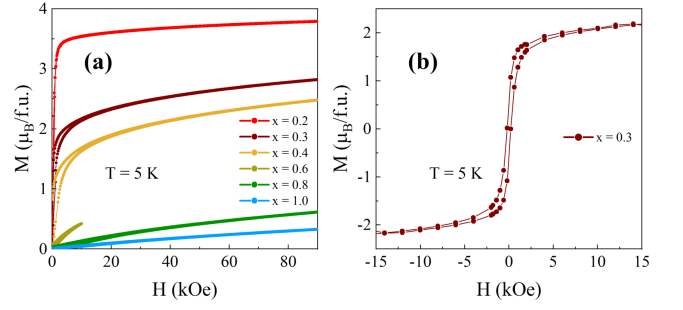 (a)
M (μB/f.u.)
4
3
2
1
0
x = 0.2
x = 0.3
x = 0.4
x = 0.6
x = 0.8
x = 1.0
T = 5 K
0 20 40 60 80
H (kOe)
(b)
M (μB/f.u.)
2
1
0
-1
-2
x = 0.3
T = 5 K
-15 -10 -5 0 5 10 15
H (kOe)